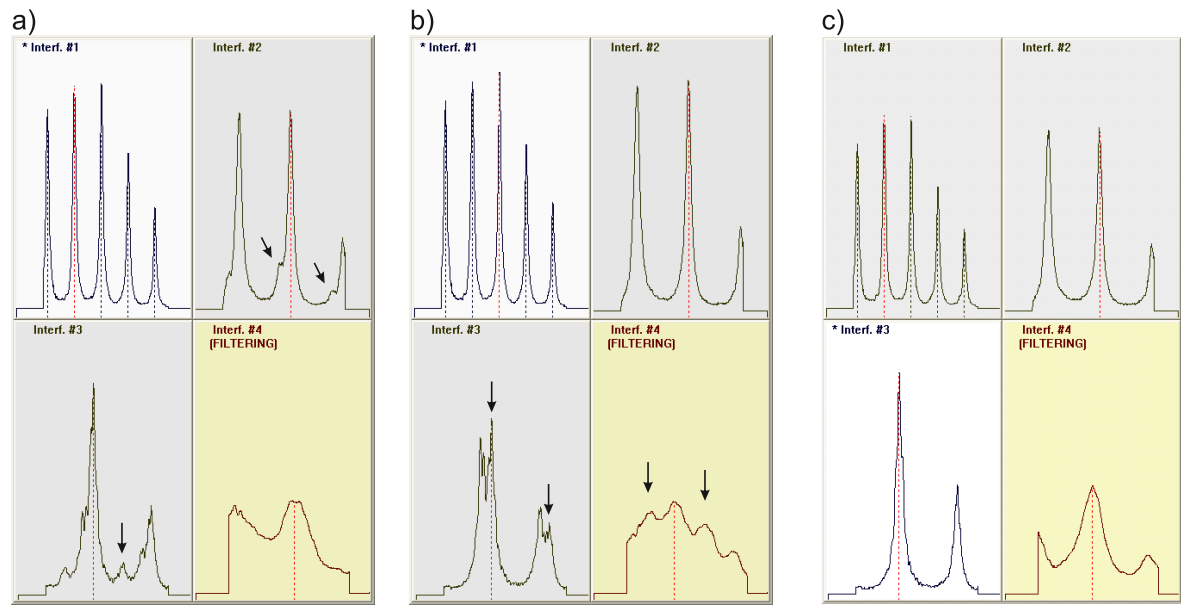 a)
* Interf. #1
Interf. #2
Interf. #3
Interf. #4
(FILTERING)
b)
* Interf. #1
Interf. #2
Interf. #3
Interf. #4
(FILTERING)
c)
Interf. #1
Interf. #2
* Interf. #3
Interf. #4
(FILTERING)